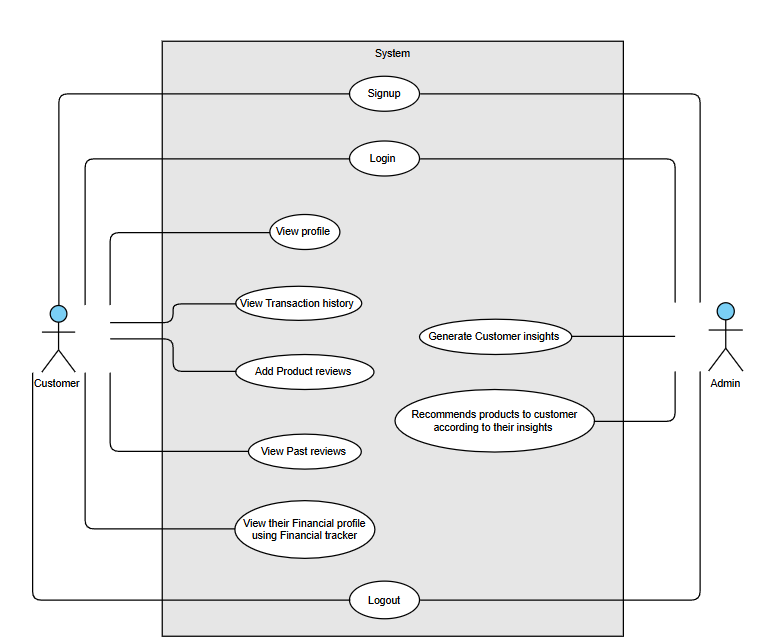 System
Signup
Login
View profile
View Transaction history
Generate Customer insights
Add Product reviews
Customer
Admin
Recommends products to customer
according to their insights
View Past reviews
View their Financial profile
using Financial tracker
Logout